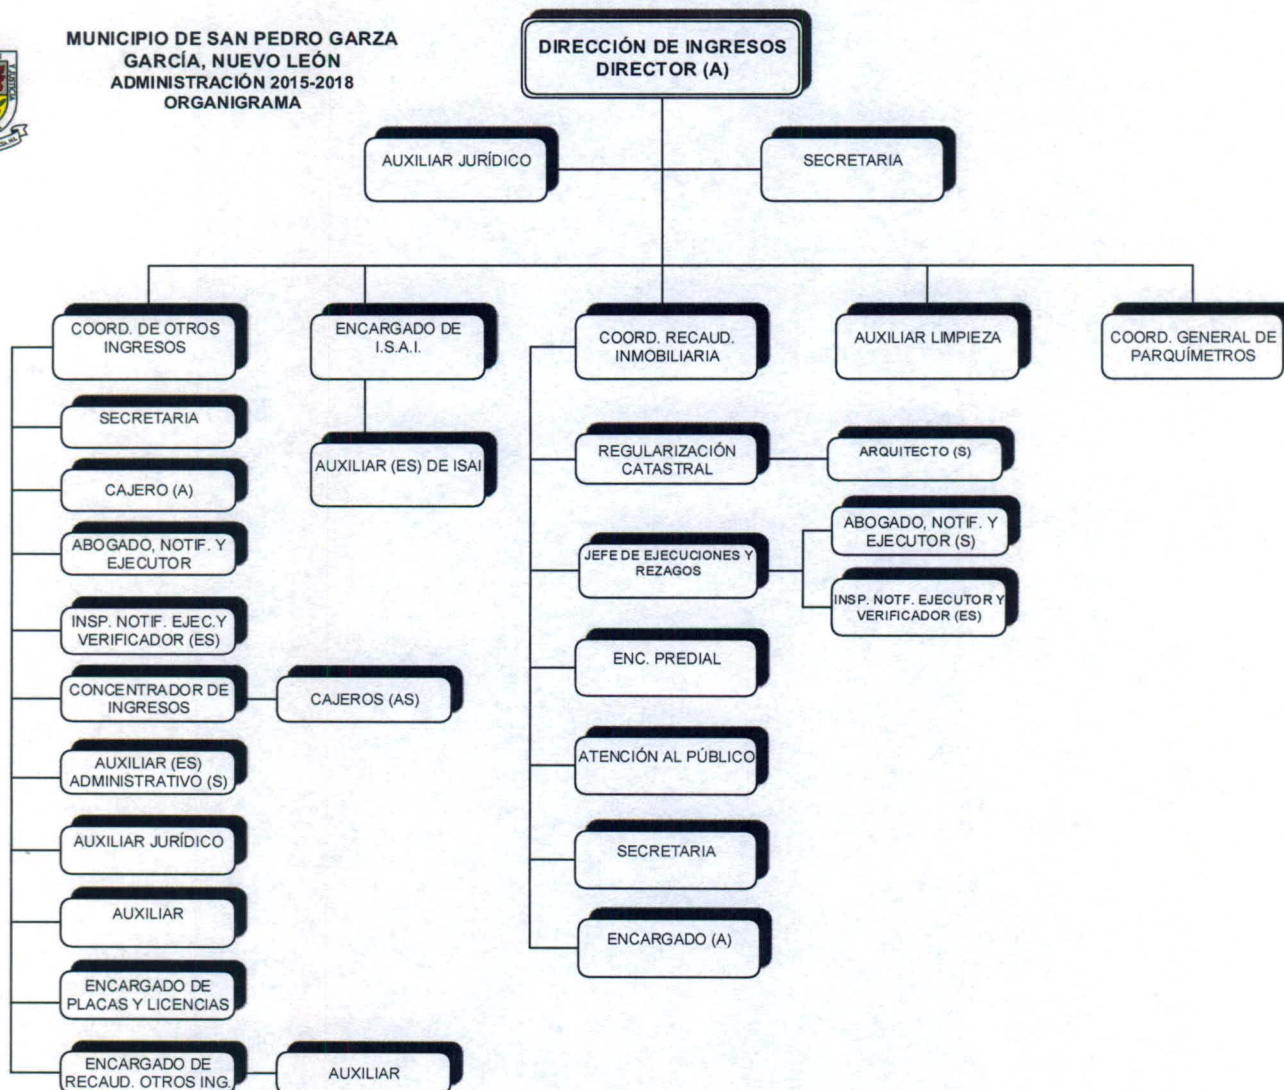 MUNICIPIO DE SAN PEDRO GARZA
GARCÍA, NUEVO LEÓN
ADMINISTRACIÓN 2015-2018
ORGANIGRAMA
DIRECCIÓN DE INGRESOS
DIRECTOR (A)
AUXILIAR JURÍDICO
SECRETARIA
COORD. DE OTROS
INGRESOS
ENCARGADO DE
I.S.A.I.
COORD. RECAUD.
INMOBILIARIA
AUXILIAR LIMPIEZA
COORD. GENERAL DE
PARQUÍMETROS
SECRETARIA
CAJERO (A)
ABOGADO, NOTIF. Y
EJECUTOR
INSP. NOTIF. EJEC.Y
VERIFICADOR (ES)
CONCENTRADOR DE
INGRESOS
CAJEROS (AS)
AUXILIAR (ES)
ADMINISTRATIVO (S)
AUXILIAR JURÍDICO
AUXILIAR
ENCARGADO DE
PLACAS Y LICENCIAS
ENCARGADO DE
RECAUD. OTROS ING.
AUXILIAR
AUXILIAR (ES) DE ISAI
REGULARIZACIÓN
CATASTRAL
ARQUITECTO (S)
JEFE DE EJECUCIONES Y
REZAGOS
ABOGADO, NOTIF. Y
EJECUTOR (S)
INSP. NOTF. EJECUTOR Y
VERIFICADOR (ES)
ENC. PREDIAL
ATENCIÓN AL PÚBLICO
SECRETARIA
ENCARGADO (A)